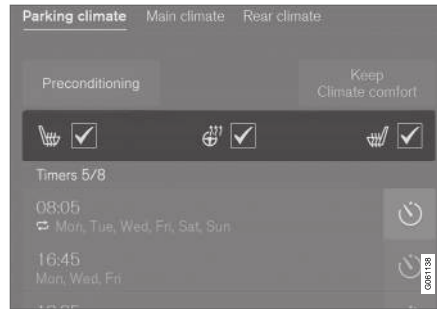 Parking climate Main climate Rear climate
Preconditioning
Keep
Climate comfort
Timers 5/8
08:05
Mon, Tue, Wed, Fri, Sat, Sun
16:45
Mon, Wed, Fri
G061138